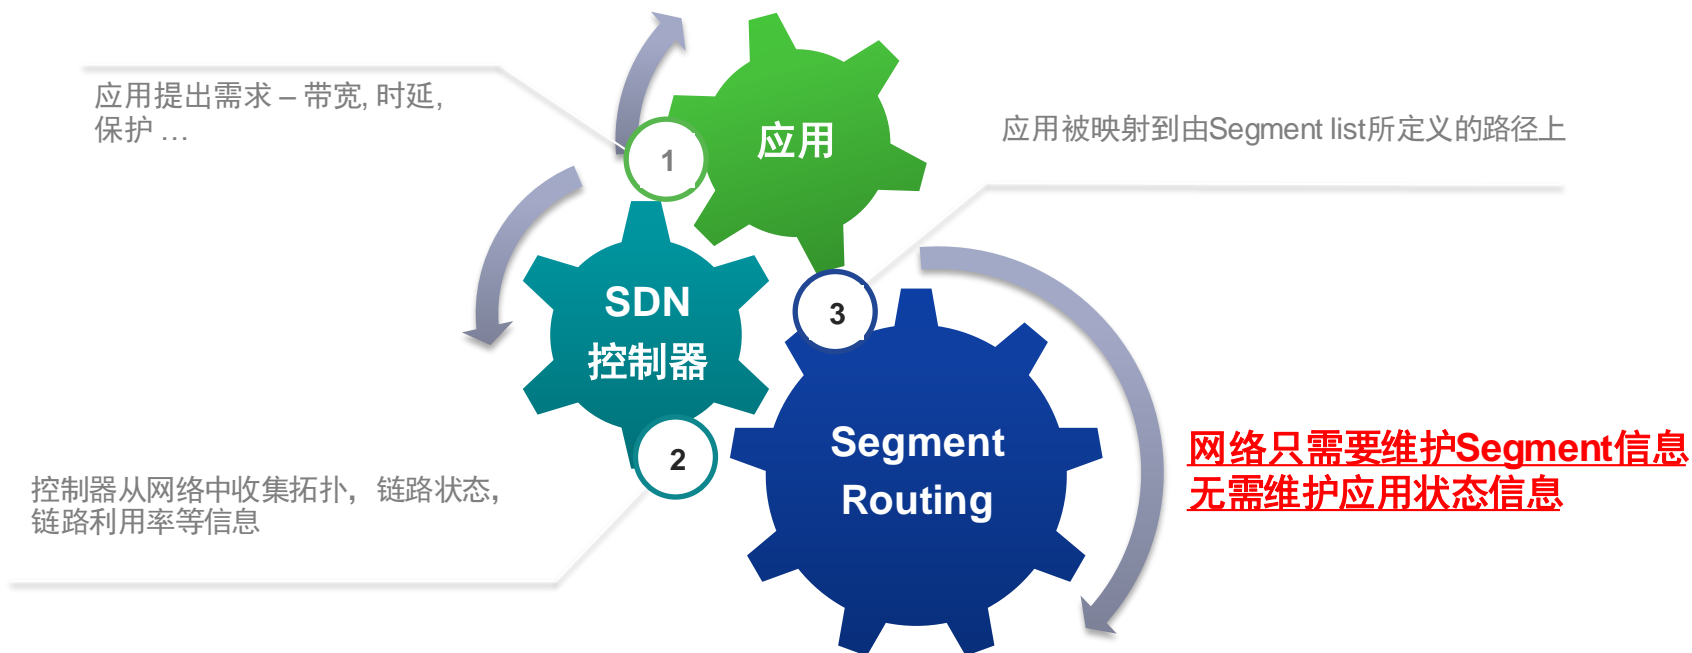 应用提出需求 – 带宽, 时延,
保护 ...
1
应用
应用被映射到由Segment list所定义的路径上
SDN
控制器
3
2
Segment
Routing
控制器从网络中收集拓扑，链路状态，
链路利用率等信息
网络只需要维护Segment信息
无需维护应用状态信息